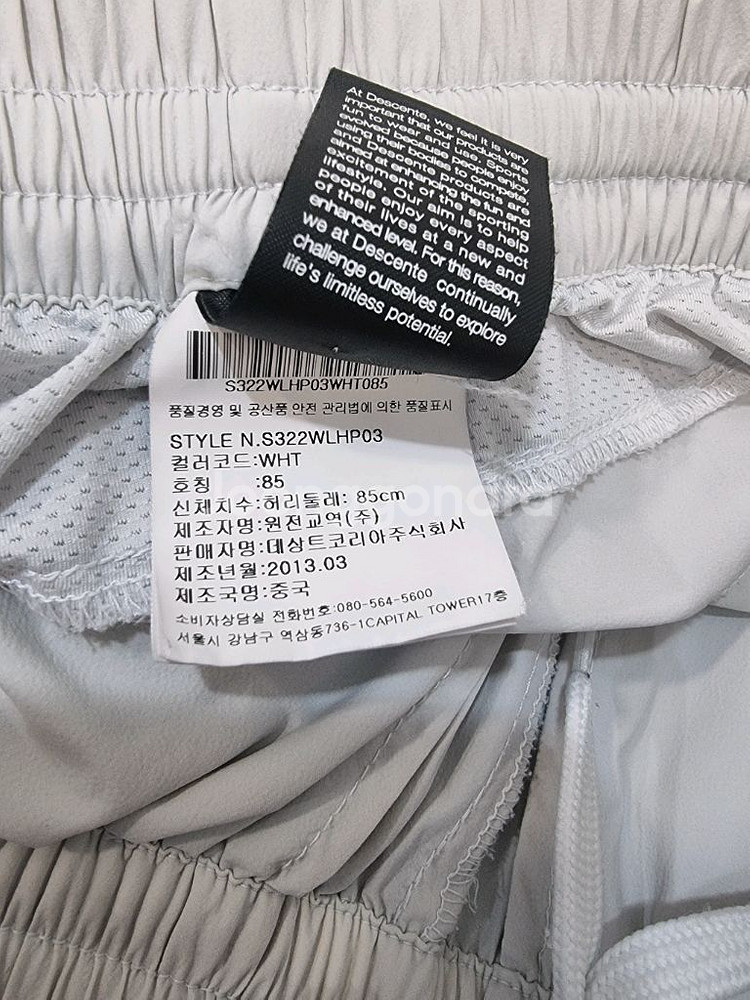 At Descente, we feel it is very
important that our products are
fun to wear and use. Sports
evolved because people enjoy
using their bodies to compete,
and Descente products are
aimed at enhancing the fun and
excitement of the sporting
lifestyle. Our aim is to help
people enjoy every aspect
of their lives at a new and
enhanced level. For this reason,
we at Descente continually
challenge ourselves to explore
life's limitless potential.
S322WLHP03WHT085
품질경영 및 공산품 안전 관리법에 의한 품질표시
STYLE N.S322WLHP03
컬러코드:WHT
호칭 :85
신체치수:허리둘레: 85cm
제조자명:원전교역(주)
판매자명:데상트코리아주식회사
제조년월:2013.03
제조국명:중국
소비자상담실 전화번호:080-564-5600
서울시 강남구 역삼동736-1CAPITAL TOWER17층